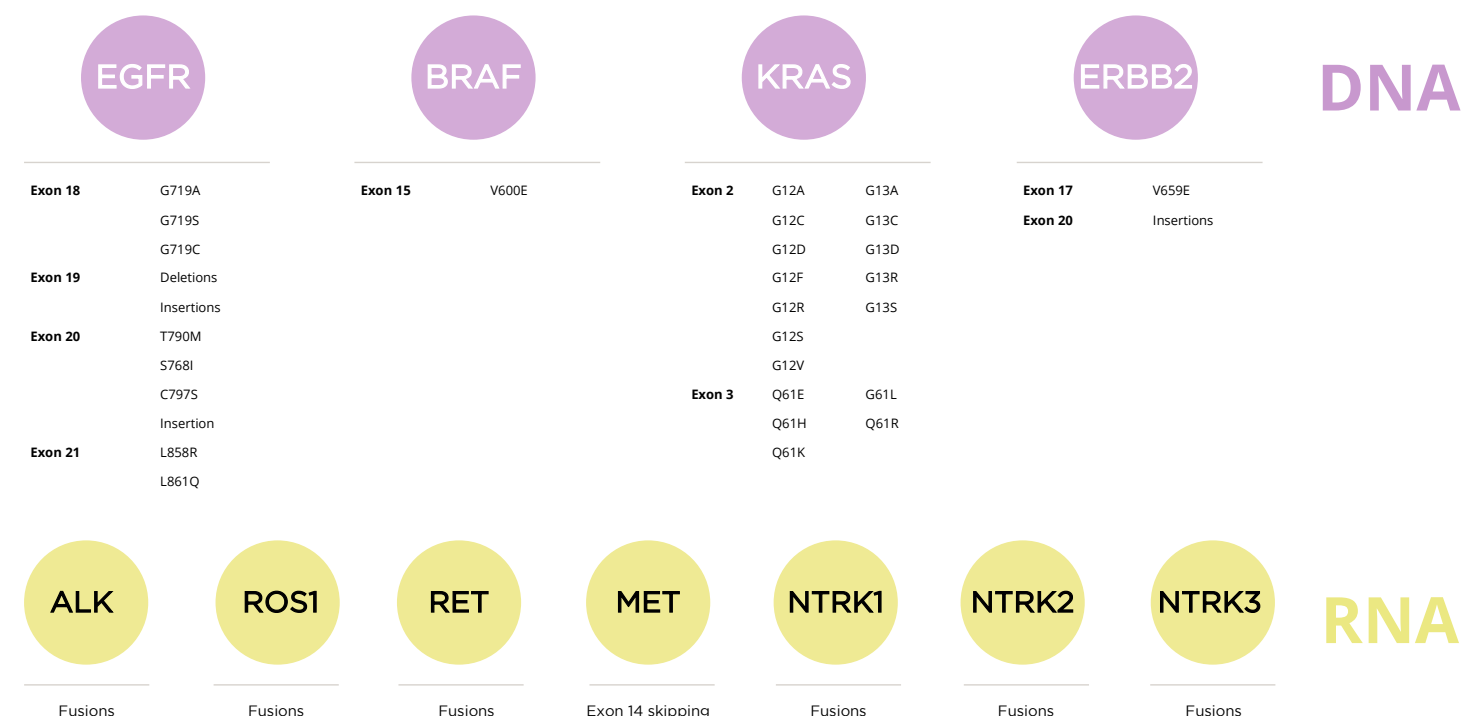 EGFR BRAF KRAS ERBB2 DNA
Exon 18 G719A Exon 15 V600E Exon 2 G12A G13A Exon 17 V659E
G719S G12C G13C Exon 20 Insertions
G719C G12D G13D
Exon 19 Deletions G12F G13R
Insertions G12R G13S
Exon 20 T790M G12S
S768I G12V
C797S Exon 3 Q61E G61L
Insertion Q61H Q61R
Exon 21 L858R Q61K
L861Q
ALK ROS1 RET MET NTRK1 NTRK2 NTRK3 RNA
Fusions Fusions Fusions Exon 14 skipping Fusions Fusions Fusions